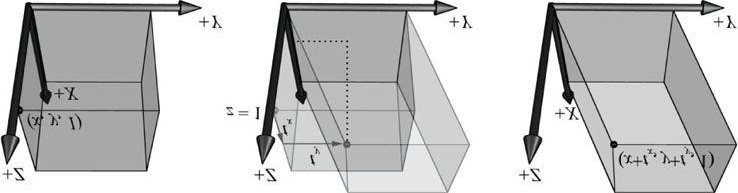 +Z
(x+tx,y+ty,1)
+X
+Y
+Z
ty
tx
z = 1
+Y
+Z
(x,y,1)
+X
+Y